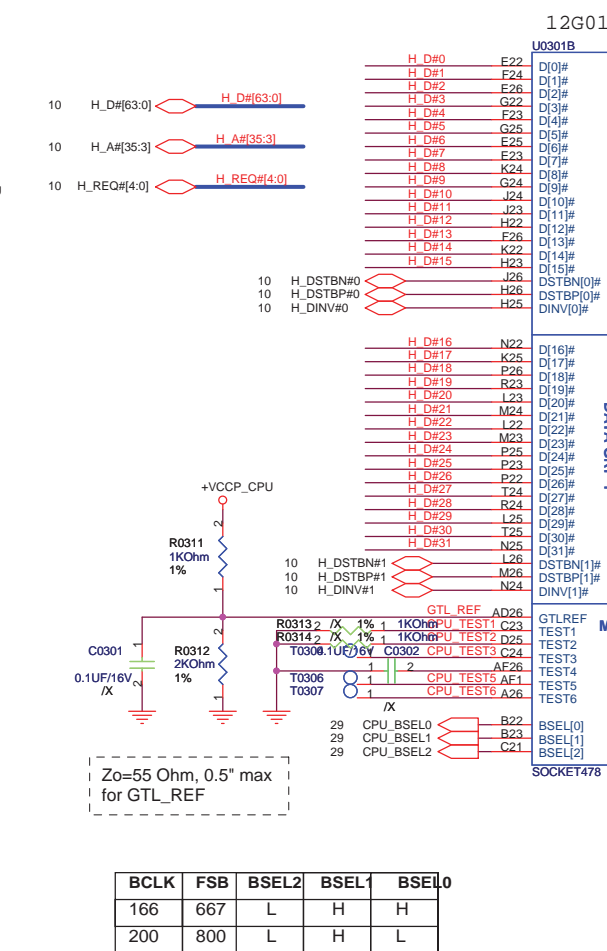 12G01
U0301B
H_D#0 E22 D[0]#
H_D#1 F24 D[1]#
H_D#2 E26 D[2]#
H_D#3 G22 D[3]#
H_D#4 F23 D[4]#
H_D#5 G25 D[5]#
H_D#6 E25 D[6]#
H_D#7 E23 D[7]#
H_D#8 K24 D[8]#
H_D#9 G24 D[9]#
H_D#10 J24 D[10]#
H_D#11 J23 D[11]#
H_D#12 H22 D[12]#
H_D#13 F26 D[13]#
H_D#14 K22 D[14]#
H_D#15 H23 D[15]#
10 H_D#[63:0] H_D#[63:0]
10 H_A#[35:3] H_A#[35:3]
10 H_REQ#[4:0] H_REQ#[4:0]
10 H_DSTBN#0 J26 DSTBN[0]#
10 H_DSTBP#0 H26 DSTBP[0]#
10 H_DINV#0 H25 DINV[0]#
H_D#16 N22 D[16]#
H_D#17 K25 D[17]#
H_D#18 P26 D[18]#
H_D#19 R23 D[19]#
H_D#20 L23 D[20]#
H_D#21 M24 D[21]#
H_D#22 L22 D[22]#
H_D#23 M23 D[23]#
H_D#24 P25 D[24]#
H_D#25 P23 D[25]#
H_D#26 P22 D[26]#
H_D#27 T24 D[27]#
H_D#28 R24 D[28]#
H_D#29 L25 D[29]#
H_D#30 T25 D[30]#
H_D#31 N25 D[31]#
10 H_DSTBN#1 L26 DSTBN[1]#
10 H_DSTBP#1 M26 DSTBP[1]#
10 H_DINV#1 N24 DINV[1]#
+VCCP_CPU
2
R0311
1KOhm
1%
1
GTL_REF AD26 GTLREF
R0313 2 /X 1% 1 1KOhm CPU_TEST1 C23 TEST1
R0314 2 /X 1% 1 1KOhm CPU_TEST2 D25 TEST2
T0304 0.1UF/16V 1 C0302 CPU_TEST3 C24 TEST3
1 2 AF26 TEST4
T0306 1 CPU_TEST5 AF1 TEST5
T0307 1 CPU_TEST6 A26 TEST6
/X
C0301
0.1UF/16V
/X
1
2
R0312
2KOhm
1%
2
1
29 CPU_BSEL0 B22 BSEL[0]
29 CPU_BSEL1 B23 BSEL[1]
29 CPU_BSEL2 C21 BSEL[2]
SOCKET478
M
Zo=55 Ohm, 0.5" max
for GTL_REF
BCLK FSB BSEL2 BSEL1 BSEL0
166 667 L H H
200 800 L H L